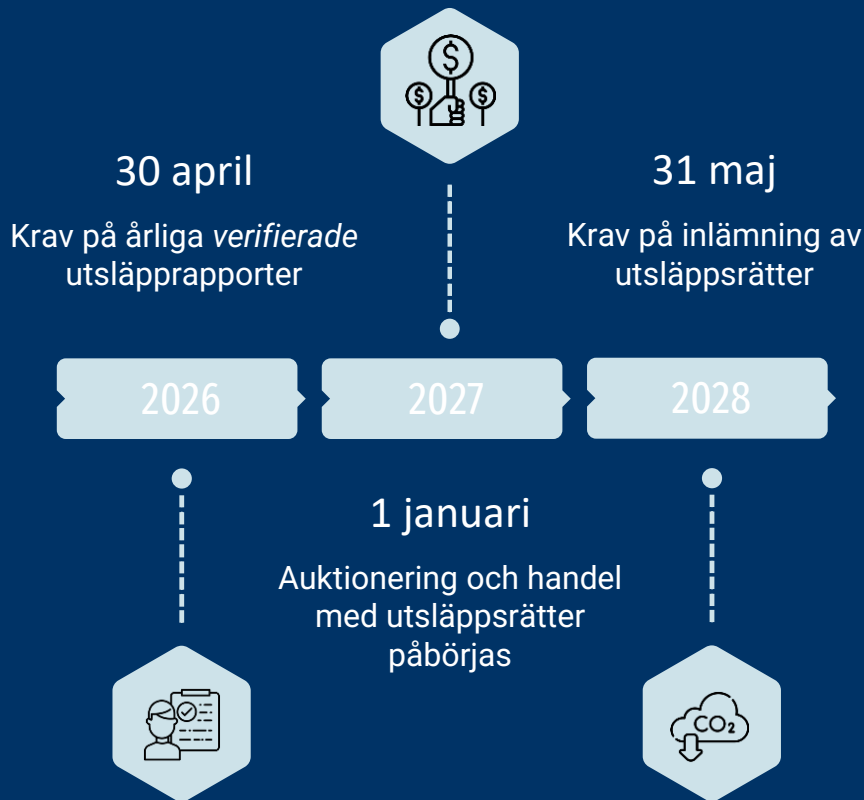 30 april
Krav på årliga verifierade
utsläpprapporter
31 maj
Krav på inlämning av
utsläppsrätter
2026
2027
2028
1 januari
Auktionering och handel
med utsläppsrätter
påbörjas
$
$
$
CO₂